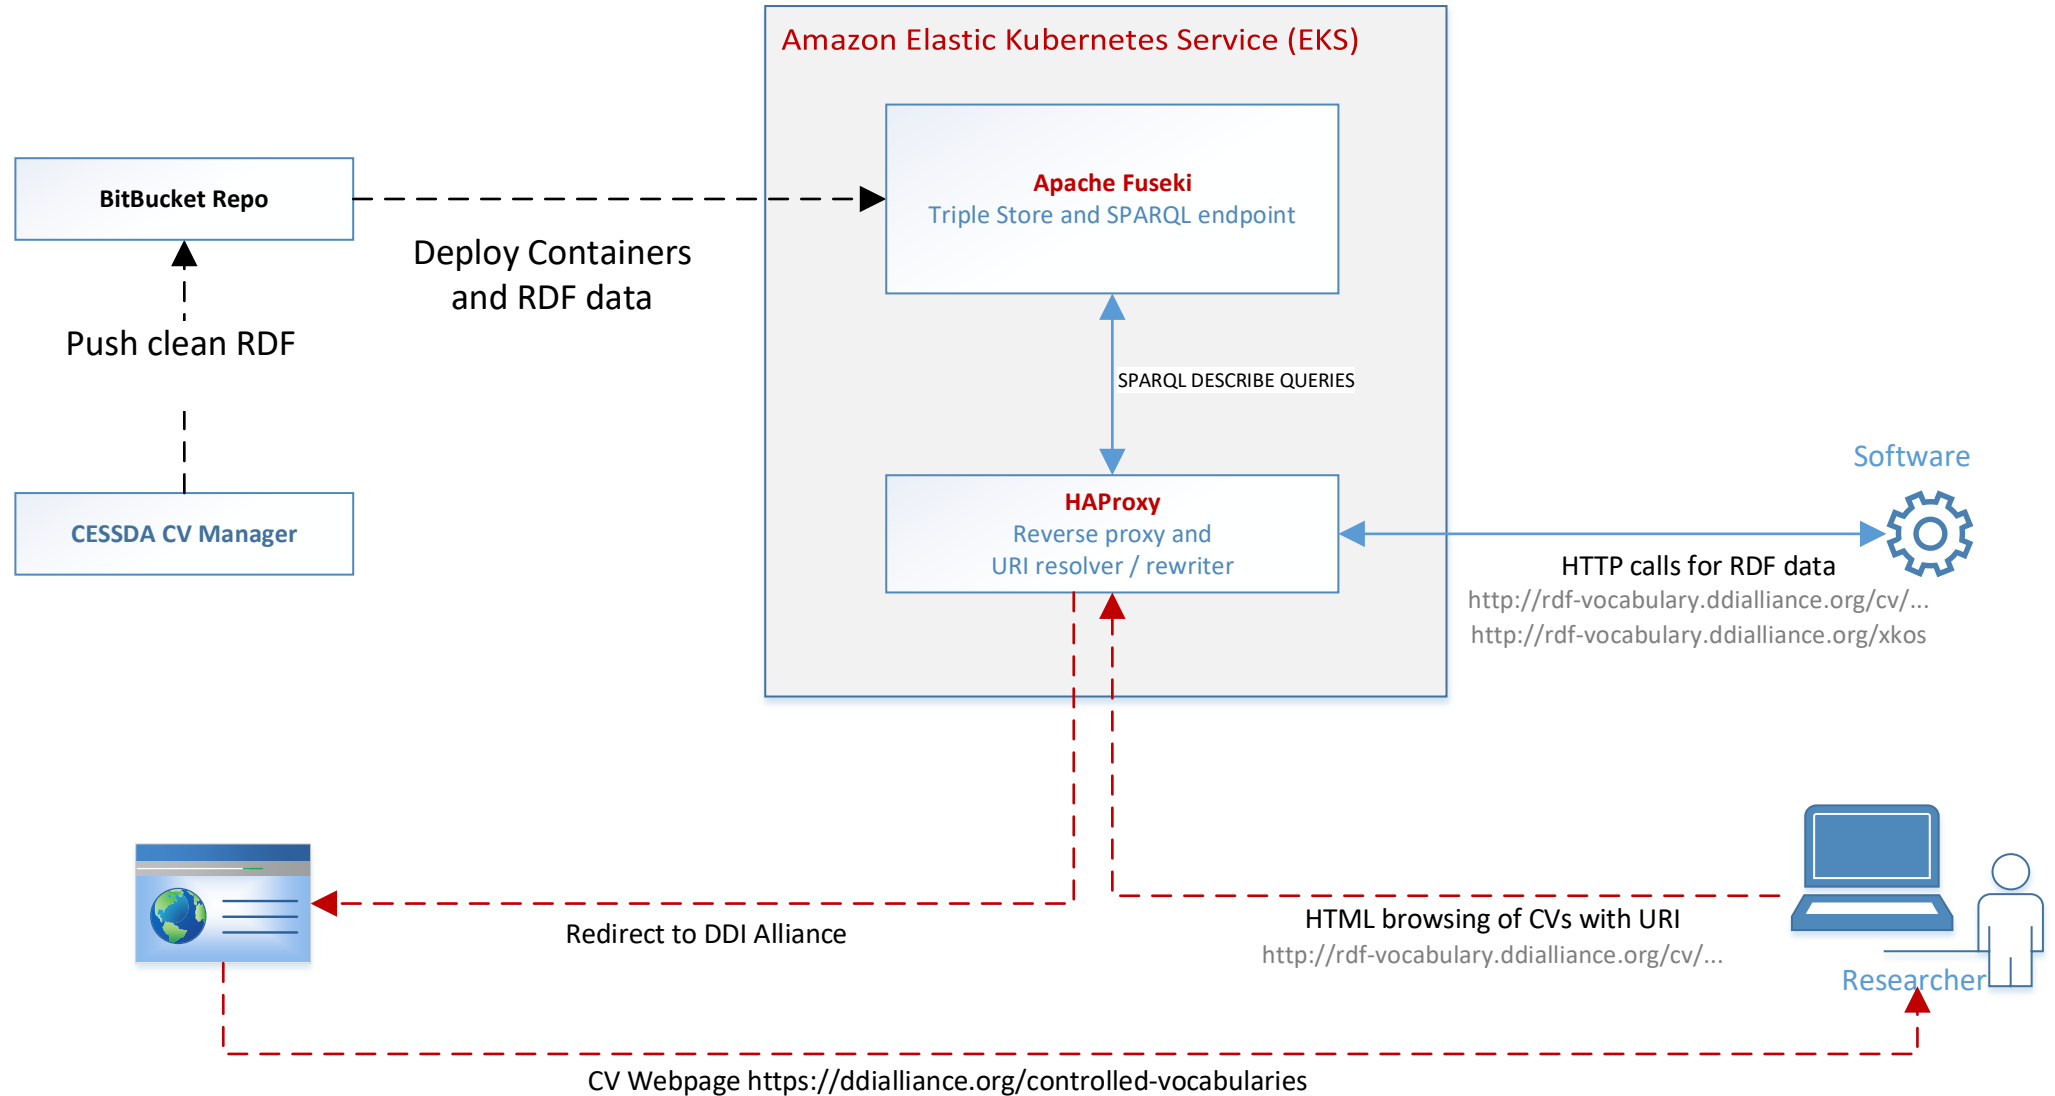 Amazon Elastic Kubernetes Service (EKS)
Apache Fuseki
Triple Store and SPARQL endpoint
BitBucket Repo
Deploy Containers
and RDF data
Push clean RDF
SPARQL DESCRIBE QUERIES
CESSDA CV Manager
HAProxy
Reverse proxy and
URI resolver / rewriter
Software
HTTP calls for RDF data
http://rdf-vocabulary.ddialliance.org/cv/...
http://rdf-vocabulary.ddialliance.org/xkos
Redirect to DDI Alliance
HTML browsing of CVs with URI
http://rdf-vocabulary.ddialliance.org/cv/...
Researcher
CV Webpage https://ddialliance.org/controlled-vocabularies